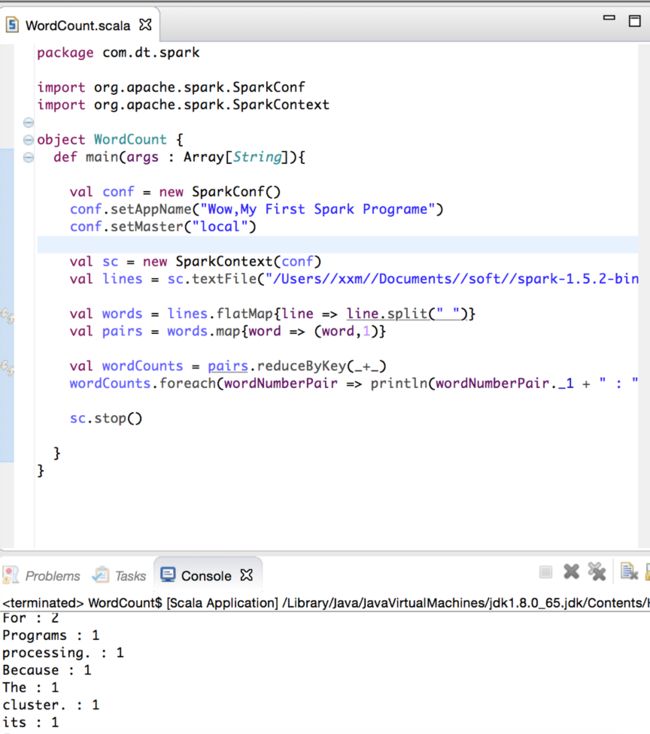 WordCount.scala
package com.dt.spark
import org.apache.spark.SparkConf
import org.apache.spark.SparkContext
object WordCount {
def main(args : Array[String]){
val conf = new SparkConf()
conf.setAppName("Wow,My First Spark Programe")
conf.setMaster("local")
val sc = new SparkContext(conf)
val lines = sc.textFile("/Users//xxm//Documents//soft//spark-1.5.2-bin
val words = lines.flatMap{line => line.split(" ")}
val pairs = words.map{word => (word,1)}
val wordCounts = pairs.reduceByKey(_+_)
wordCounts.foreach(wordNumberPair => println(wordNumberPair._1 + " : "
sc.stop()
}
}
Problems Tasks Console
<terminated> WordCount$ [Scala Application] /Library/Java/JavaVirtualMachines/jdk1.8.0_65.jdk/Contents/
For : 2
Programs : 1
processing. : 1
Because : 1
The : 1
cluster. : 1
its : 1